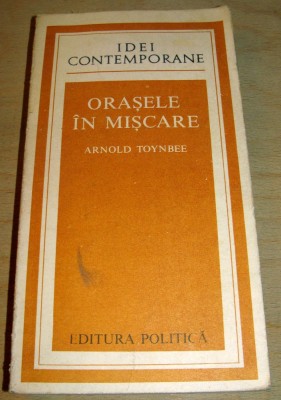 IDEI
CONTEMPORANE
ORAȘELE
ÎN MIȘCARE
ARNOLD TOYNBEE
EDITURA POLITICĂ